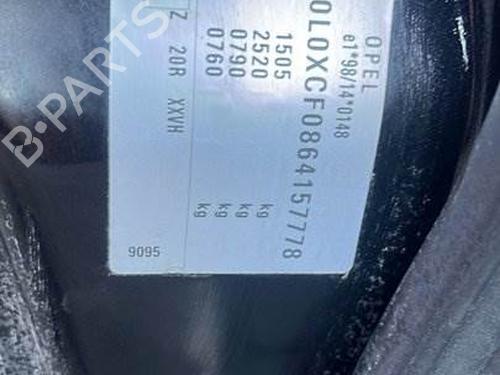 OPEL
e1*98/14*0148
0L0XCF0864157778
1505 kg
2520 kg
0790 kg
0760 kg
Z 20R XXVH
9095
B-PARTS